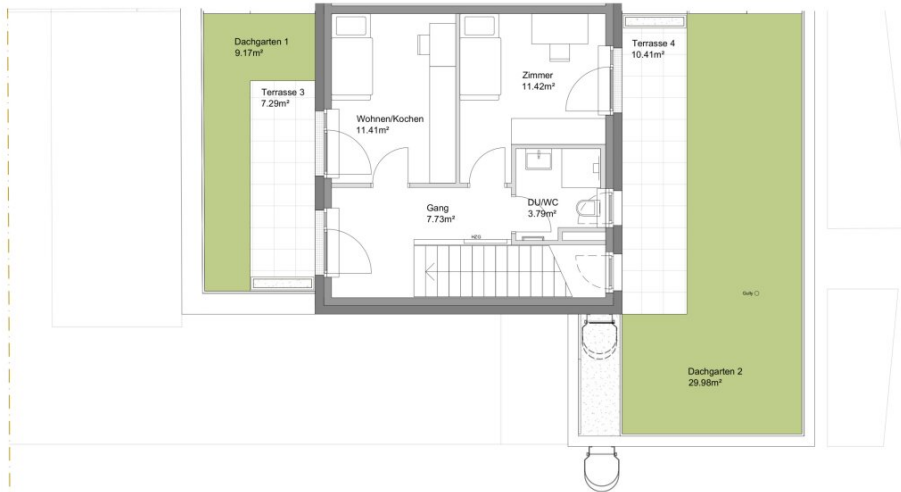 Dachgarten 1
9.17m²
Terrasse 3
7.29m²
Wohnen/Kochen
11.41m²
Zimmer
11.42m²
Terrasse 4
10.41m²
Gang
7.73m²
DU/WC
3.79m²
Gully
Dachgarten 2
29.98m²